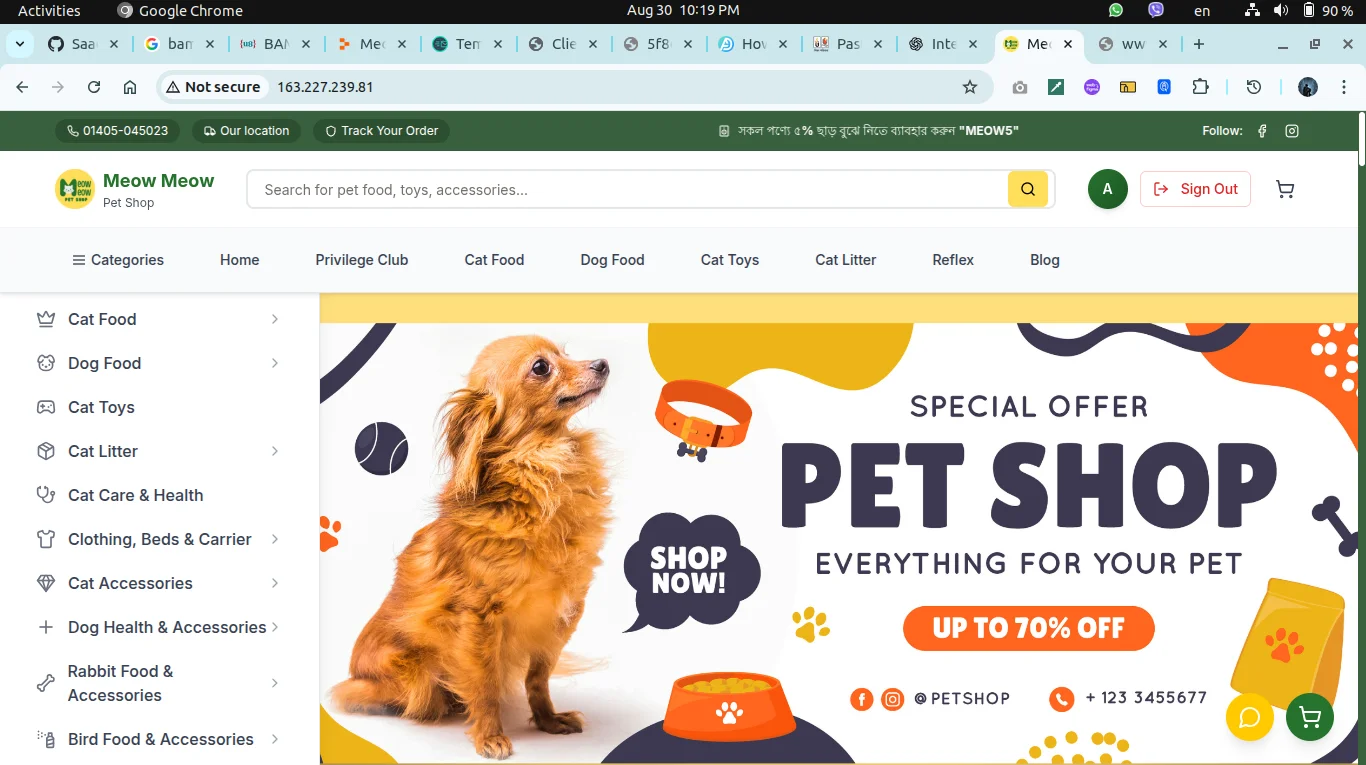 Activities
Google Chrome
Aug 30 10:19 PM
en
90 %
Saa
ban
BAN
Mec
Tem
Clie
5f8
Hov
Pas
Inte
Mec
ww
Not secure
163.227.239.81
01405-045023
Our location
Track Your Order
সকল পণ্যে ৫% ছাড় বুঝে নিতে ব্যাবহার করুন "MEOW5"
Follow:
Meow Meow
Pet Shop
Search for pet food, toys, accessories...
A
Sign Out
Categories
Home
Privilege Club
Cat Food
Dog Food
Cat Toys
Cat Litter
Reflex
Blog
Cat Food
Dog Food
Cat Toys
Cat Litter
Cat Care & Health
Clothing, Beds & Carrier
Cat Accessories
Dog Health & Accessories
Rabbit Food &
Accessories
Bird Food & Accessories
SPECIAL OFFER
PET SHOP
EVERYTHING FOR YOUR PET
SHOP
NOW!
UP TO 70% OFF
@PETSHOP
+ 123 3455677